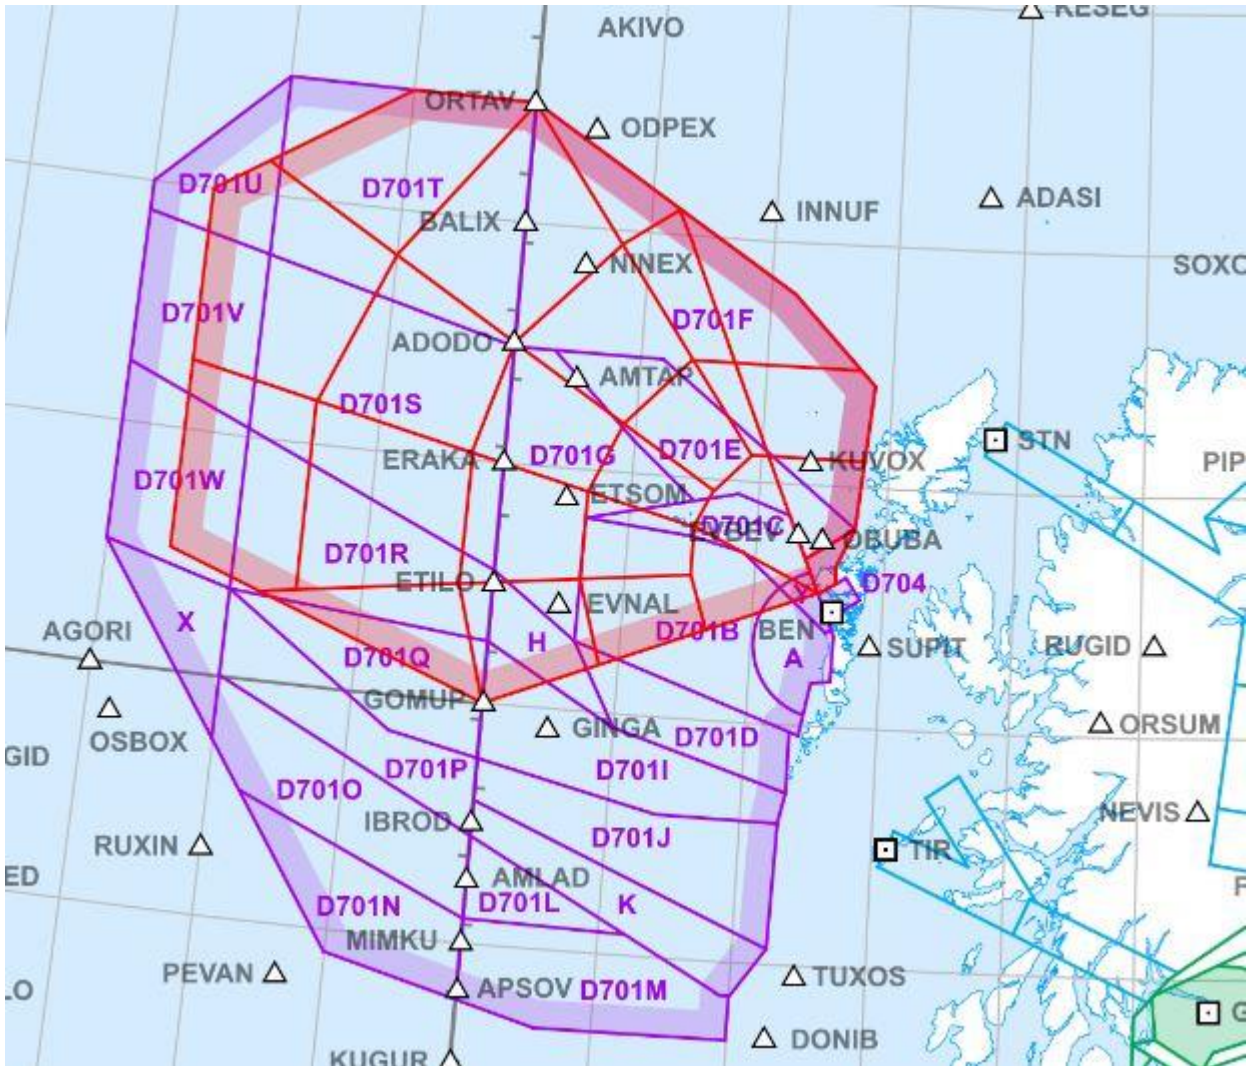 KESEG
AKIVO
ORTAV
ODPEX
D701U
D701T
ADASI
INNUF
BALIX
SOXO
NINEX
D701V
D701F
ADODO
AMTAP
D701S
STN
D701E
D701G
ERAKA
KUVOX
PIP
D701W
ETSOM
D701C
EVBEV
OBUBA
D701R
ETILO
D704
EVNAL
X
AGORI
BEN
D701B
H
SUPIT
RUGID
D701Q
A
GOMUP
ORSUM
GINGA
OSBOX
D701D
GID
D701P
D701I
D701O
NEVIS
IBROD
D701J
RUXIN
TIR
ED
AMLAD
F
D701N
D701L
K
MIMKU
PEVAN
TUXOS
LO
APSOV
D701M
G
DONIB
KUGUR